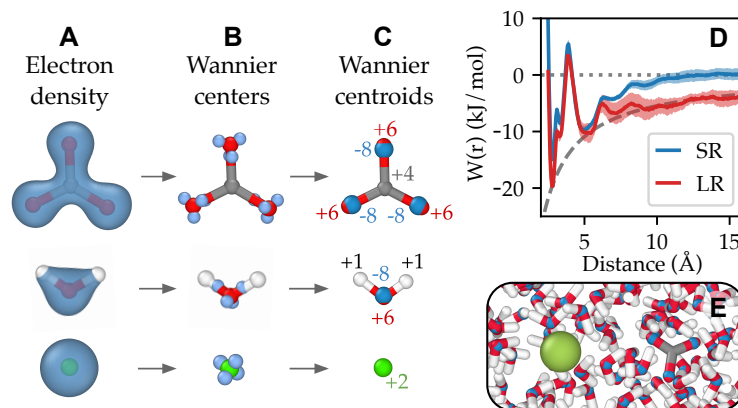 A
B
C
D
Electron
density
Wannier
centers
Wannier
centroids
+6
-8
+4
+6
-8
-8
+6
+1
-8
+1
+6
+2
W(r) (kJ/mol)
10
0
-10
-20
SR
LR
5
10
15
Distance (Å)
E